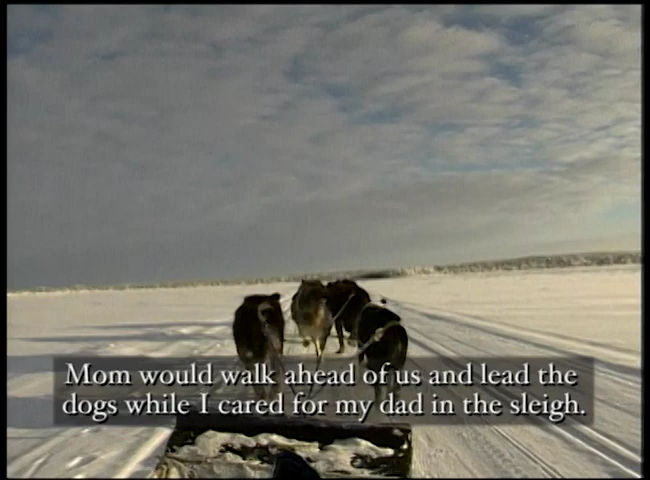 Mom would walk ahead of us and lead the
dogs while I cared for my dad in the sleigh.